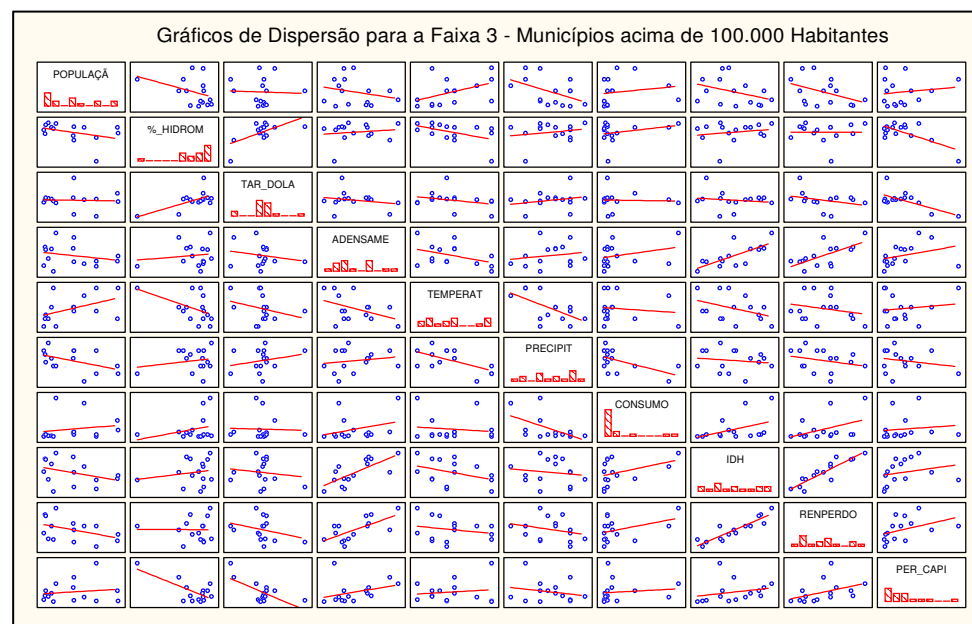 Gráficos de Dispersão para a Faixa 3 - Municípios acima de 100.000 Habitantes
POPULAÇÃ
%_HIDROM
TAR_DOLA
ADENSAME
TEMPERAT
PRECIPIT
CONSUMO
IDH
RENPERDO
PER_CAPI